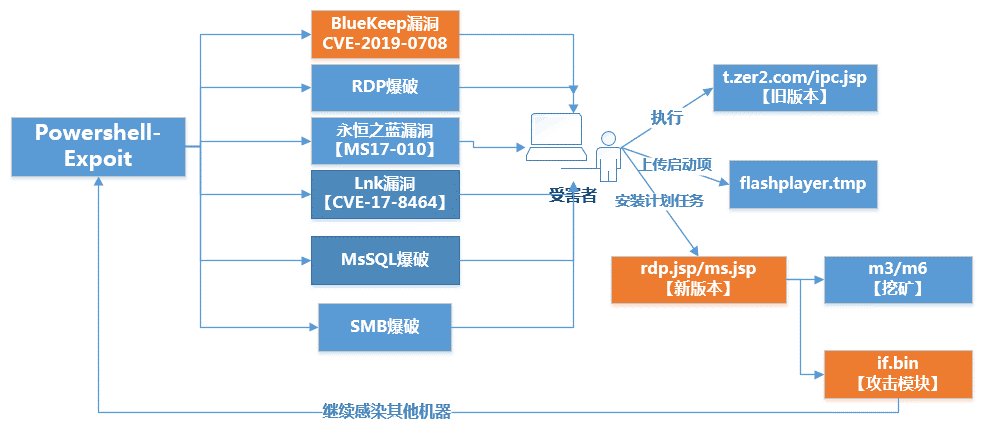 Powershell-
Expoit
BlueKeep漏洞
CVE-2019-0708
RDP爆破
永恒之蓝漏洞
【MS17-010】
Lnk漏洞
【CVE-17-8464】
MsSQL爆破
SMB爆破
受害者
执行
上传启动项
安装计划任务
t.zer2.com/ipc.jsp
【旧版本】
flashplayer.tmp
rdp.jsp/ms.jsp
【新版本】
m3/m6
【挖矿】
if.bin
【攻击模块】
继续感染其他机器